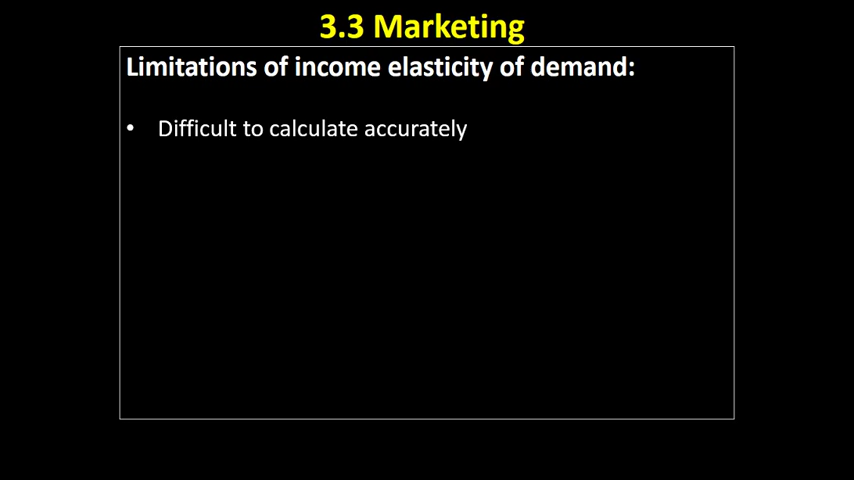 3.3 Marketing
Limitations of income elasticity of demand:
• Difficult to calculate accurately